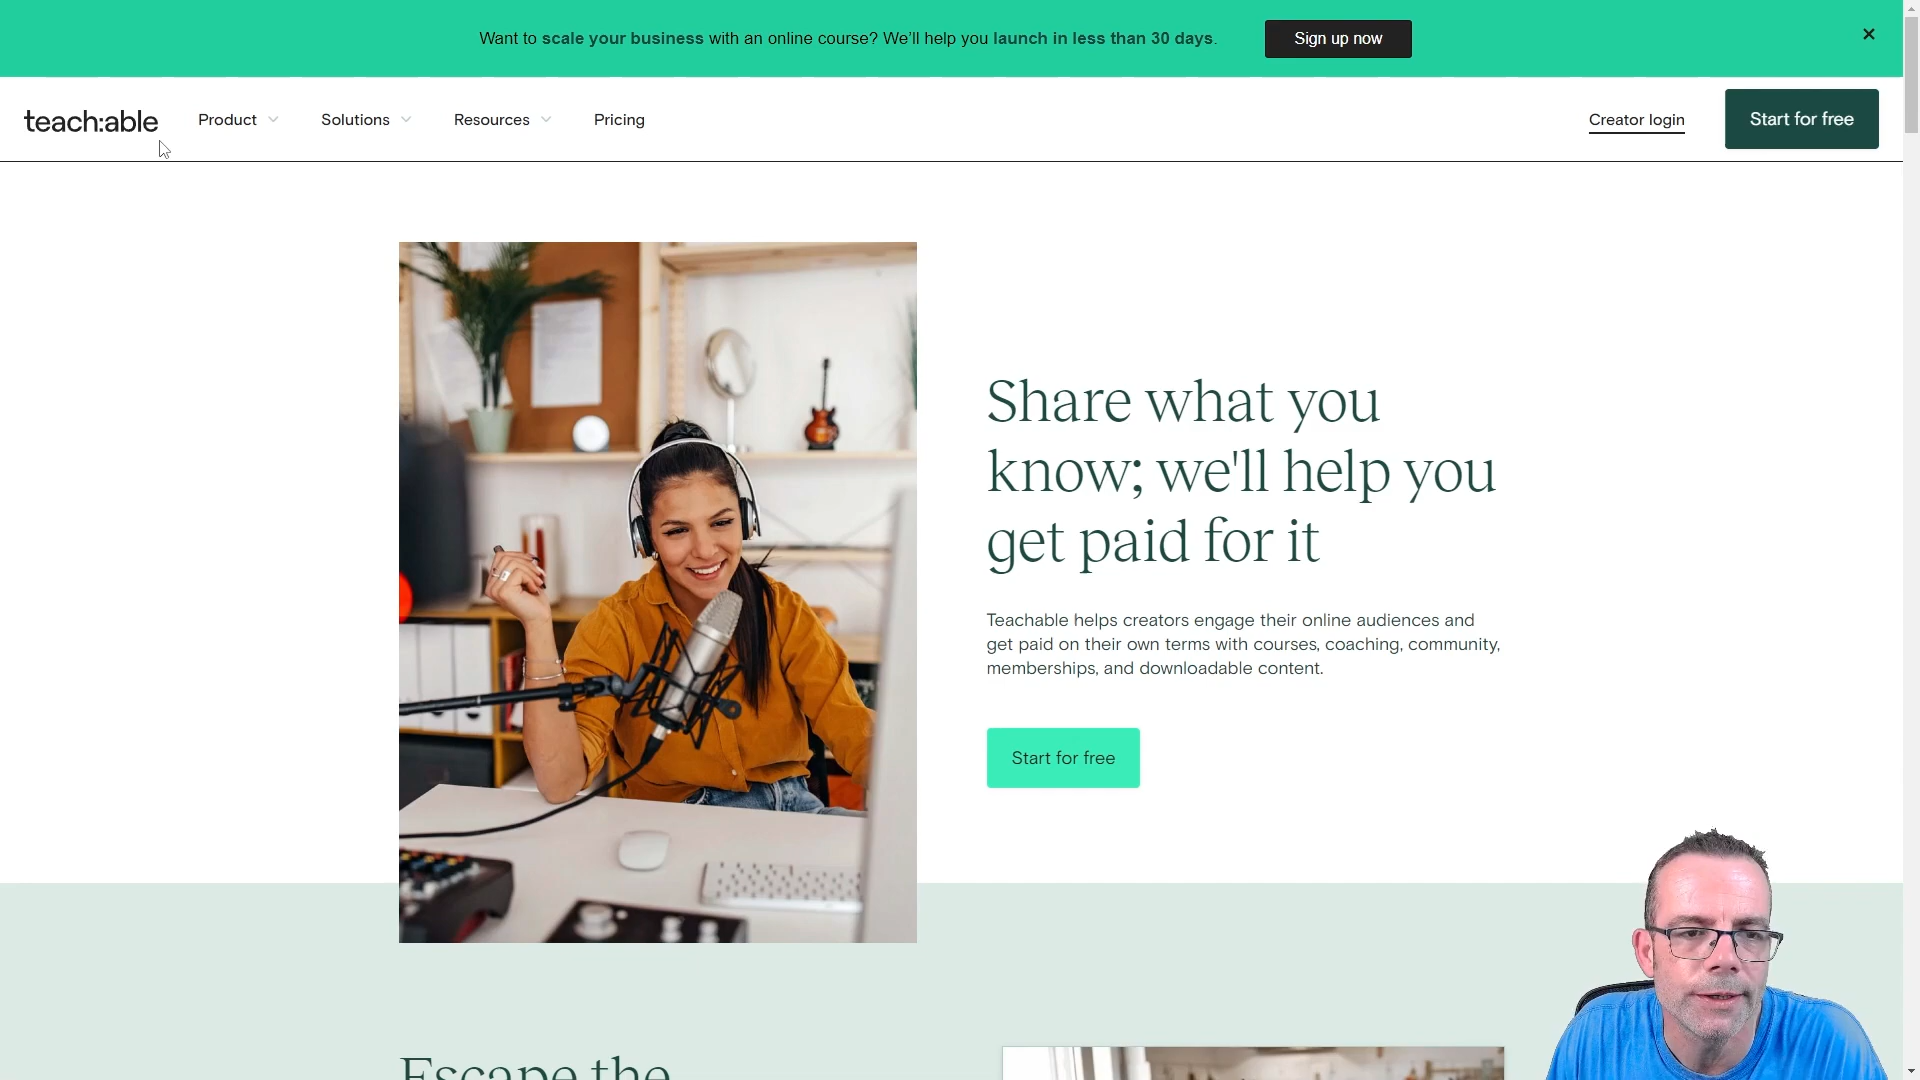 Want to scale your business with an online course? We'll help you launch in less than 30 days.
Sign up now
teach:able
Product
Solutions
Resources
Pricing
Creator login
Start for free
Share what you
know; we'll help you
get paid for it
Teachable helps creators engage their online audiences and
get paid on their own terms with courses, coaching, community,
memberships, and downloadable content.
Start for free
Escape the